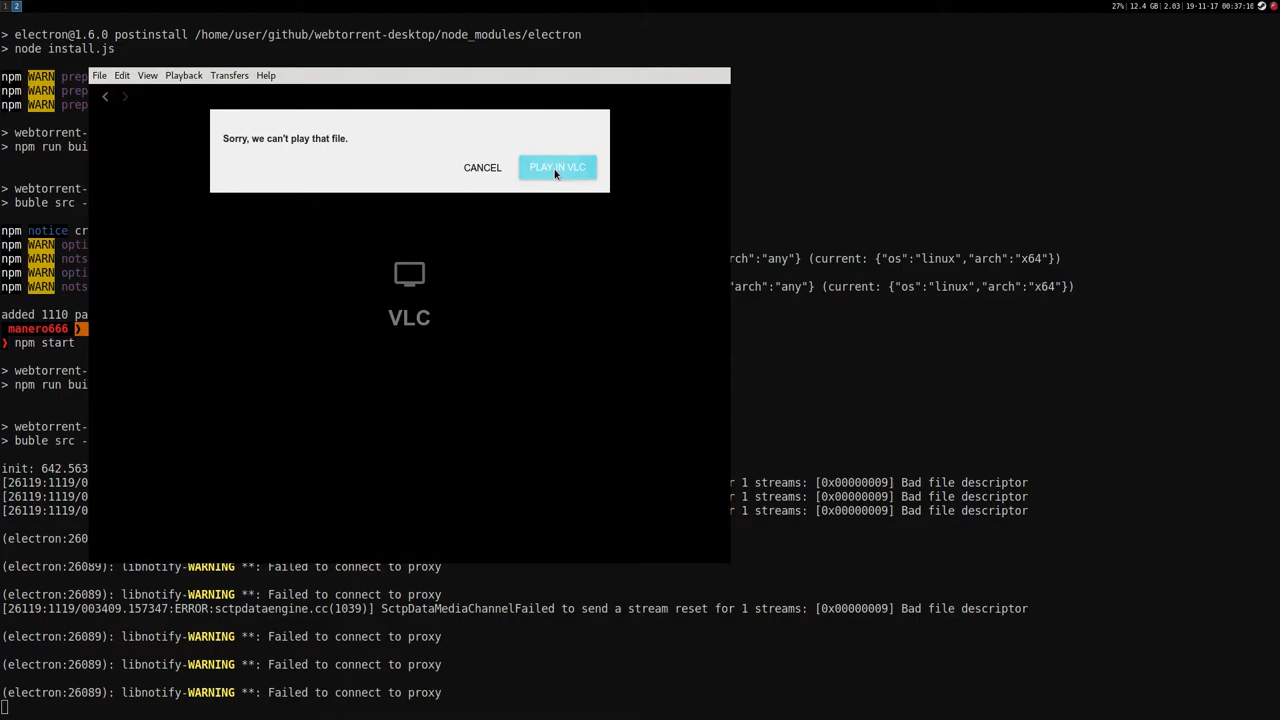 1 2 27%| 12.4 GB| 2.03| 19-11-17 00:37:10
> electron@1.6.0 postinstall /home/user/github/webtorrent-desktop/node_modules/electron
> node install.js
npm WARN prep
npm WARN prep
npm WARN prep
> webtorrent-
> npm run bui
> webtorrent-
> buble src -
npm notice cr
npm WARN opti
npm WARN nots rch":"any"} (current: {"os":"linux","arch":"x64"})
npm WARN opti
npm WARN nots "arch":"any"} (current: {"os":"linux","arch":"x64"})
added 1110 pa
manero666 ❯
❯ npm start
> webtorrent-
> npm run bui
> webtorrent-
> buble src -
init: 642.563
[26119:1119/0 r 1 streams: [0x00000009] Bad file descriptor
[26119:1119/0 r 1 streams: [0x00000009] Bad file descriptor
[26119:1119/0 r 1 streams: [0x00000009] Bad file descriptor
(electron:260
(electron:26089): libnotify-WARNING **: Failed to connect to proxy
(electron:26089): libnotify-WARNING **: Failed to connect to proxy
[26119:1119/003409.157347:ERROR:sctpdataengine.cc(1039)] SctpDataMediaChannelFailed to send a stream reset for 1 streams: [0x00000009] Bad file descriptor
(electron:26089): libnotify-WARNING **: Failed to connect to proxy
(electron:26089): libnotify-WARNING **: Failed to connect to proxy
(electron:26089): libnotify-WARNING **: Failed to connect to proxy
File Edit View Playback Transfers Help
Sorry, we can't play that file.
CANCEL PLAY IN VLC
VLC